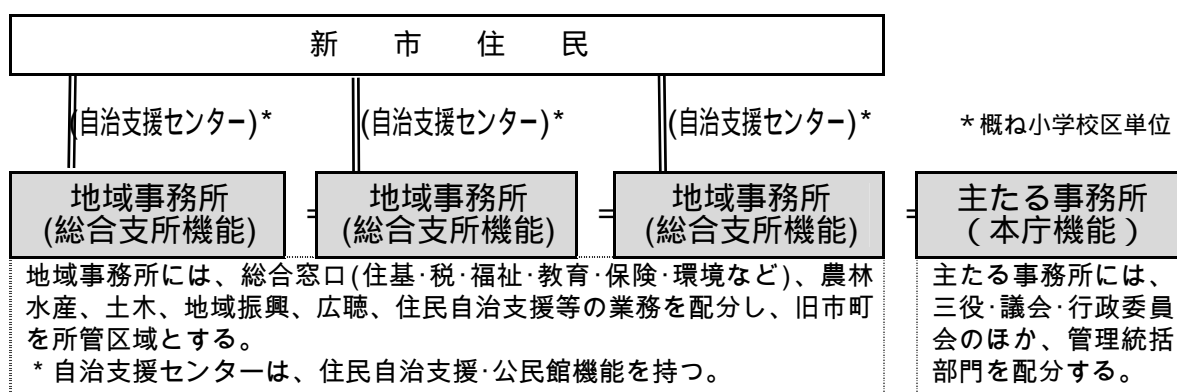 新 市 住 民
(自治支援センター)* (自治支援センター)* (自治支援センター)* *概ね小学校区単位
地域事務所 地域事務所 地域事務所 主たる事務所
(総合支所機能) = (総合支所機能) = (総合支所機能) = (本庁機能)
地域事務所には、総合窓口(住基･税･福祉･教育･保険･環境など)、農林
水産、土木、地域振興、広聴、住民自治支援等の業務を配分し、旧市町
を所管区域とする。
*自治支援センターは、住民自治支援･公民館機能を持つ。
主たる事務所には、
三役･議会･行政委員
会のほか、管理統括
部門を配分する。